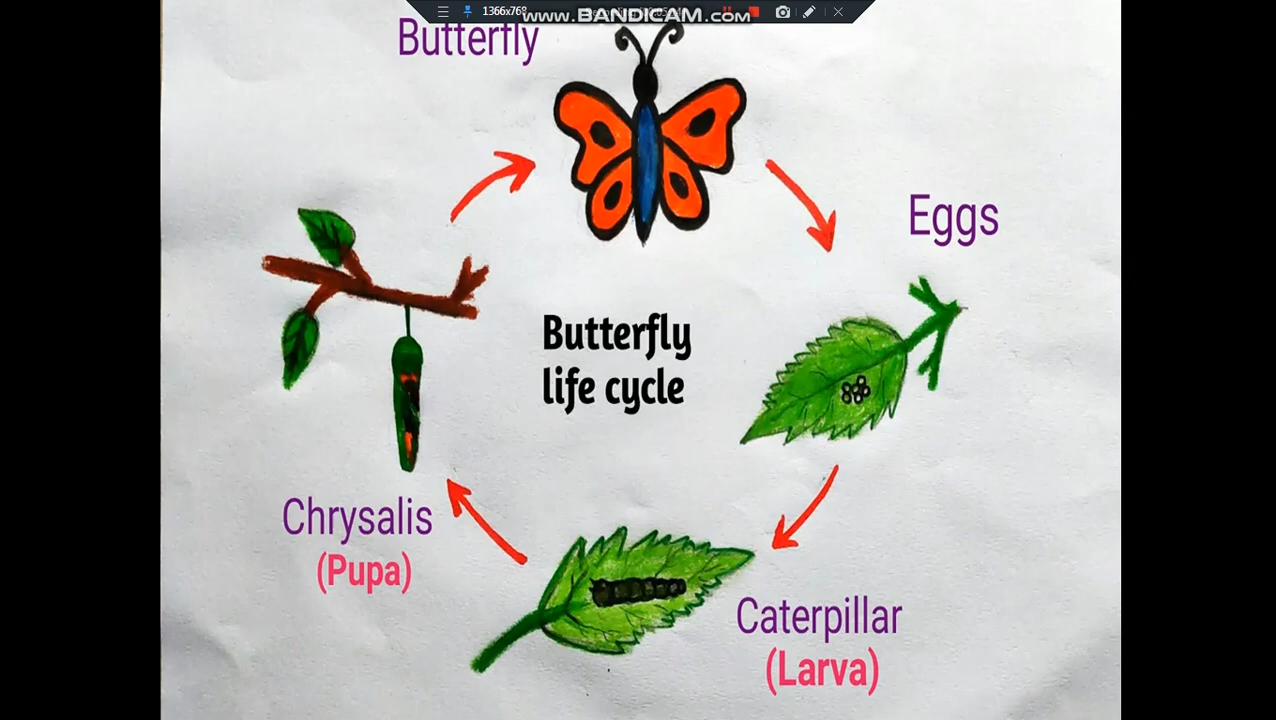 1366x768
www.BANDICAM.com
Butterfly
Eggs
Butterfly
life cycle
Chrysalis
(Pupa)
Caterpillar
(Larva)